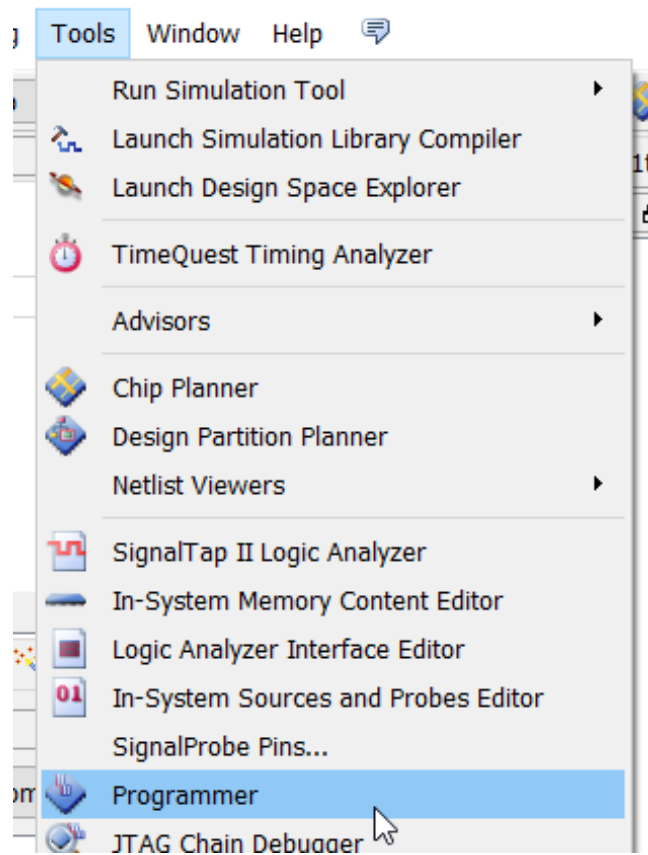 Tools Window Help
Run Simulation Tool
Launch Simulation Library Compiler
Launch Design Space Explorer
TimeQuest Timing Analyzer
Advisors
Chip Planner
Design Partition Planner
Netlist Viewers
SignalTap II Logic Analyzer
In-System Memory Content Editor
Logic Analyzer Interface Editor
01 In-System Sources and Probes Editor
SignalProbe Pins...
Programmer
JTAG Chain Debugger